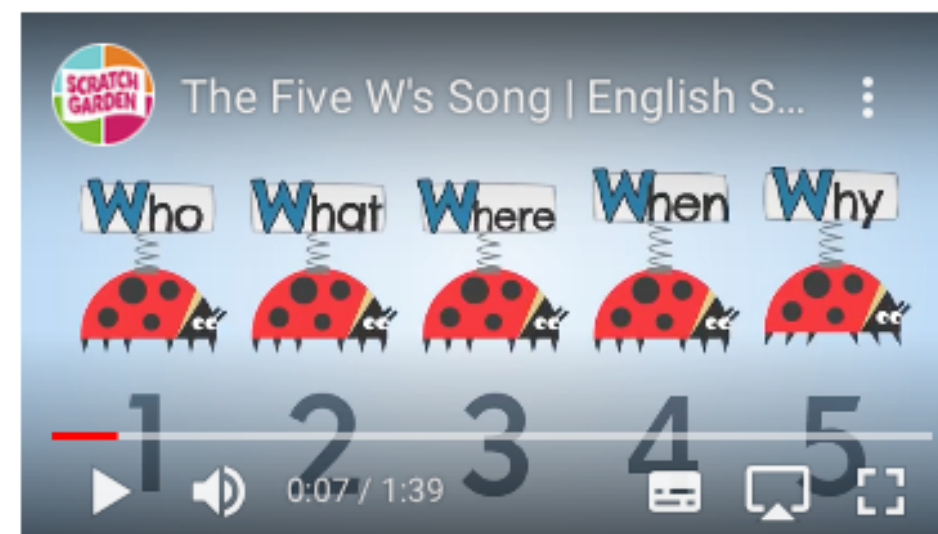 SCRATCH
GARDEN
The Five W's Song | English S...
Who What Where When Why
1 2 3 4 5
0:07 / 1:39